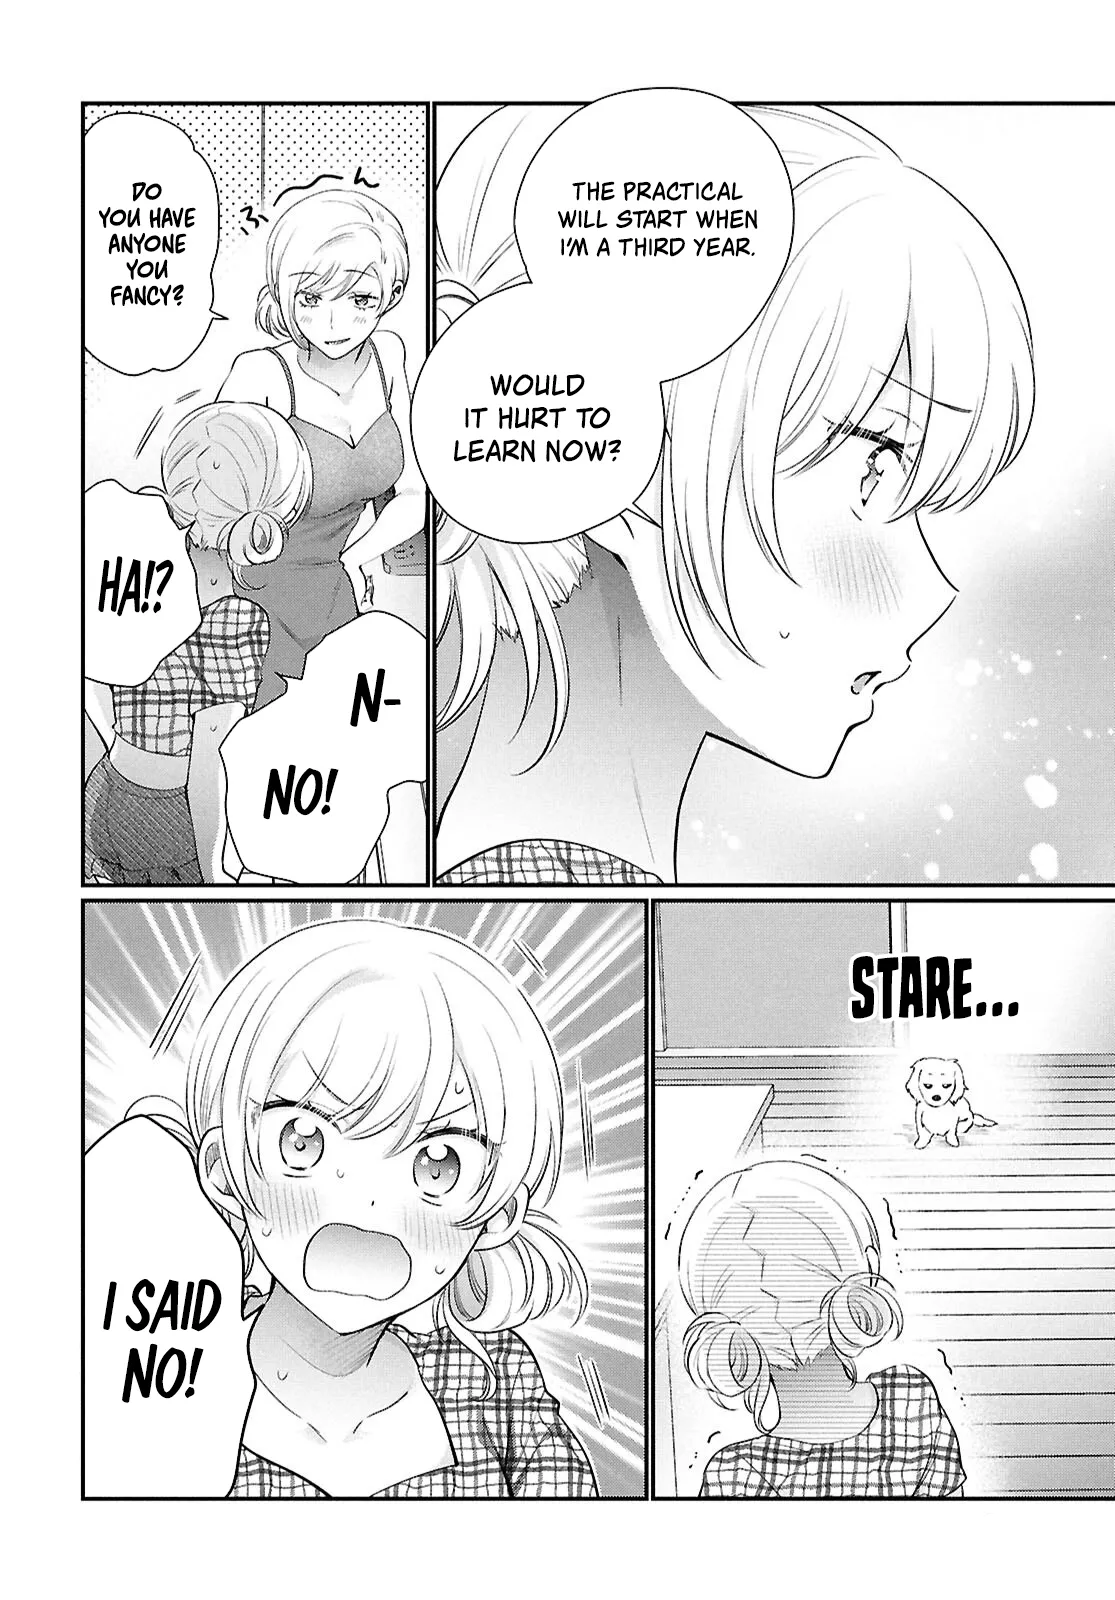 THE PRACTICAL
WILL START WHEN
I'M A THIRD YEAR.
WOULD
IT HURT TO
LEARN NOW?
ふ〜〜ん
DO
YOU HAVE
ANYONE
YOU
FANCY?
HA!?
N-
NO!
STARE...
I SAID
NO!